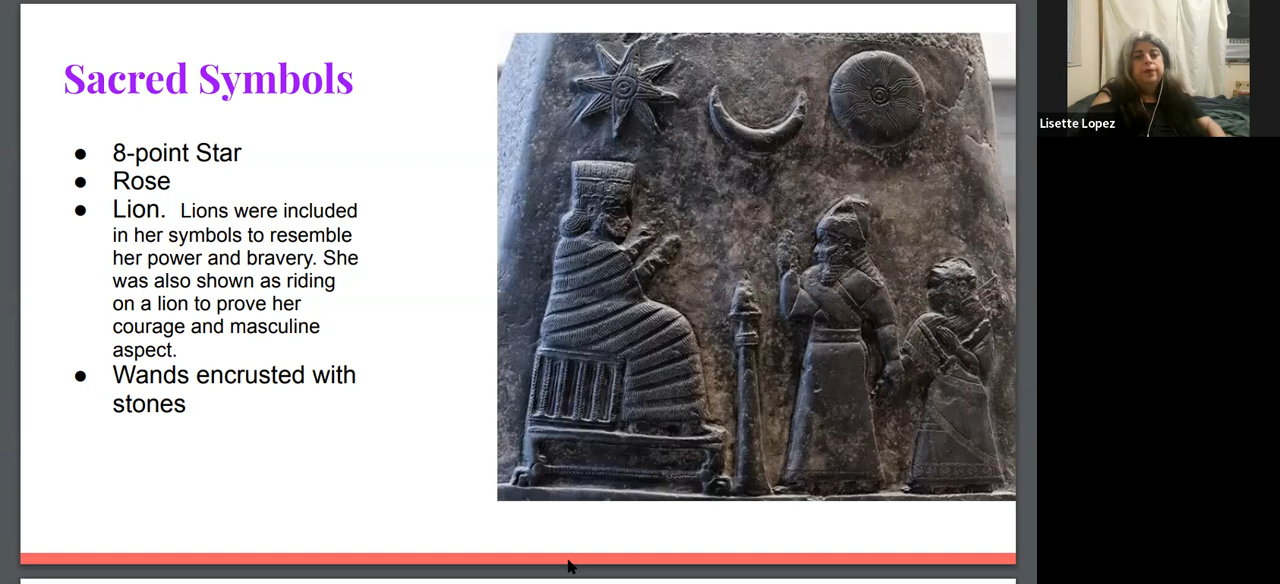 Sacred Symbols
● 8-point Star
● Rose
● Lion. Lions were included
in her symbols to resemble
her power and bravery. She
was also shown as riding
on a lion to prove her
courage and masculine
aspect.
● Wands encrusted with
stones
Lisette Lopez